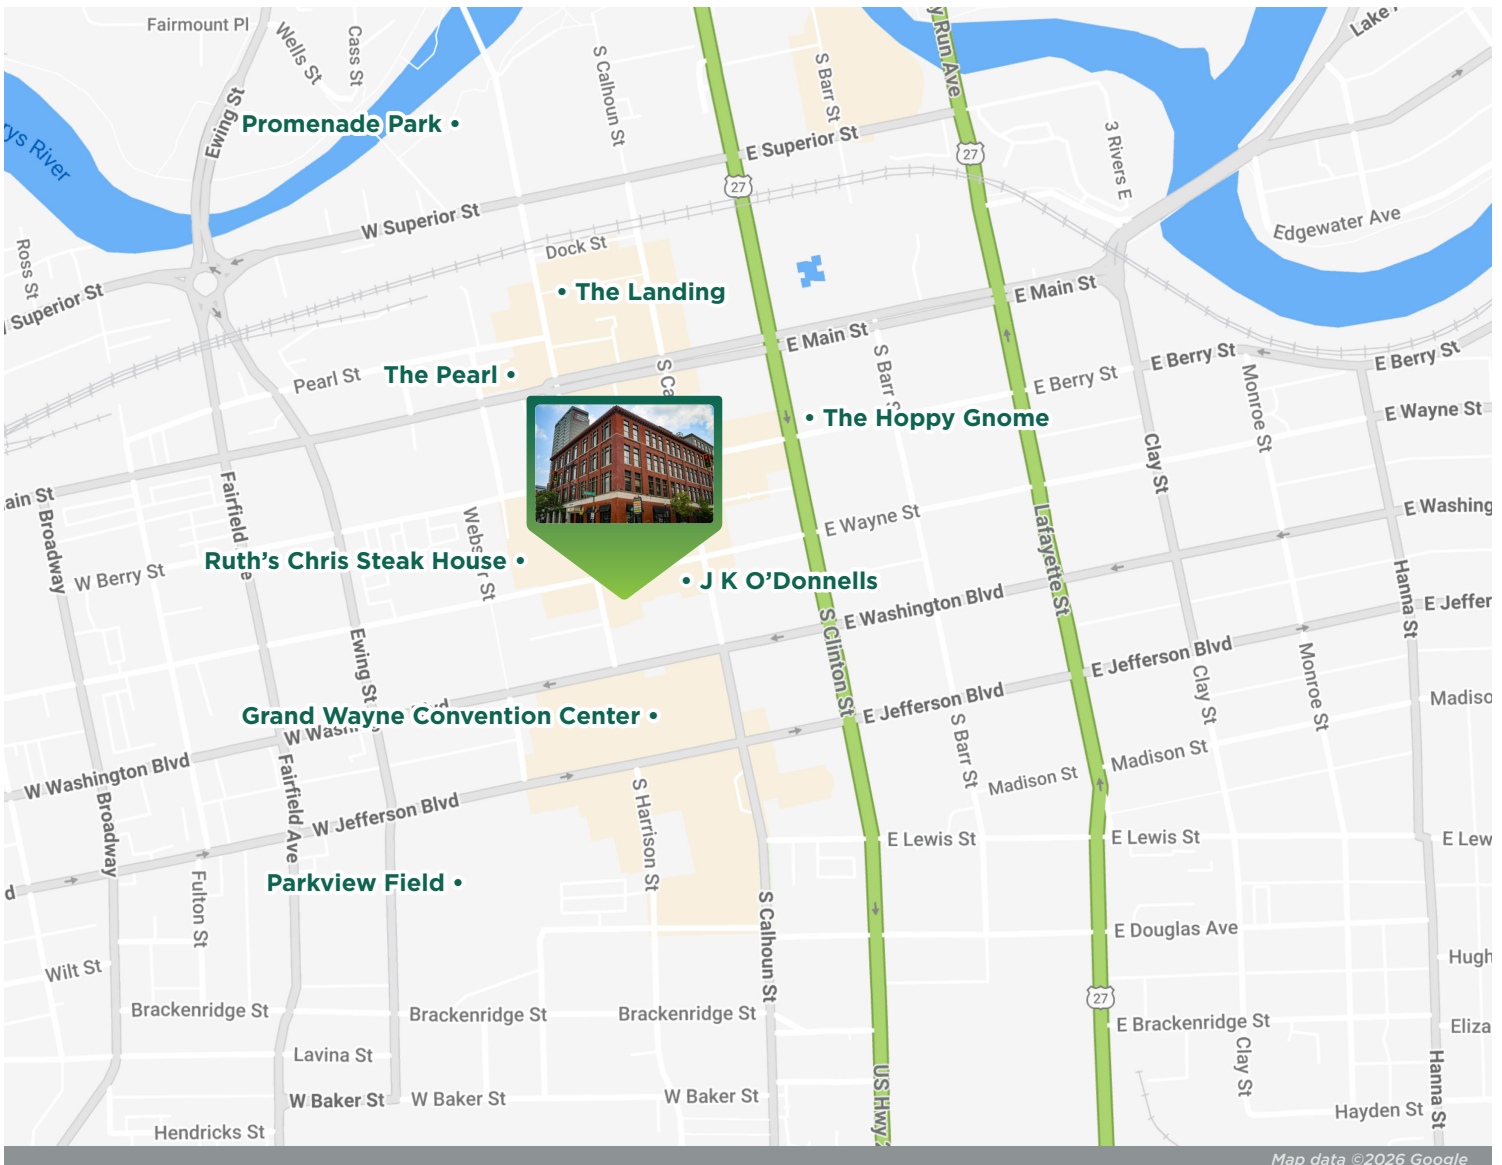 Fairmount Pl
Wells St
Cass St
S Calhoun St
S Barr St
y Run Ave
Lake
Ewing St
Promenade Park •
rys River
E Superior St
27
27
3 Rivers E
W Superior St
Edgewater Ave
Ross St
Dock St
Superior St
• The Landing
E Main St
E Main St
Pearl St
The Pearl •
S Ca
S Barr S
E Berry St
E Berry St
E Berry St
Monroe St
E Wayne St
• The Hoppy Gnome
Clay St
ain St
Broadway
Fairfield
e
Webs
r St
E Wayne St
Lafayette St
E Washing
W Berry St
Ruth's Chris Steak House •
• J K O'Donnells
E Washington Blvd
Hanna St
E Jeffer
Ewing St
S Clinton St
E Jefferson Blvd
E Jefferson Blvd
Clay St
Monroe St
Madiso
Grand Wayne Convention Center •
W Wash
vd
S Barr St
Madison St
Madison St
W Washington Blvd
Fairfield Ave
Broadway
W Jefferson Blvd
S Harrison St
E Lewis St
E Lewis St
E Lew
Parkview Field •
d
Fulton St
S Calhoun St
E Douglas Ave
Hugh
Wilt St
27
Brackenridge St
Brackenridge St
Brackenridge St
E Brackenridge St
Eliza
Lavina St
Clay St
Hanna St
US Hwy 2
W Baker St
W Baker St
W Baker St
Hayden St
Hendricks St
Map data ©2026 Google